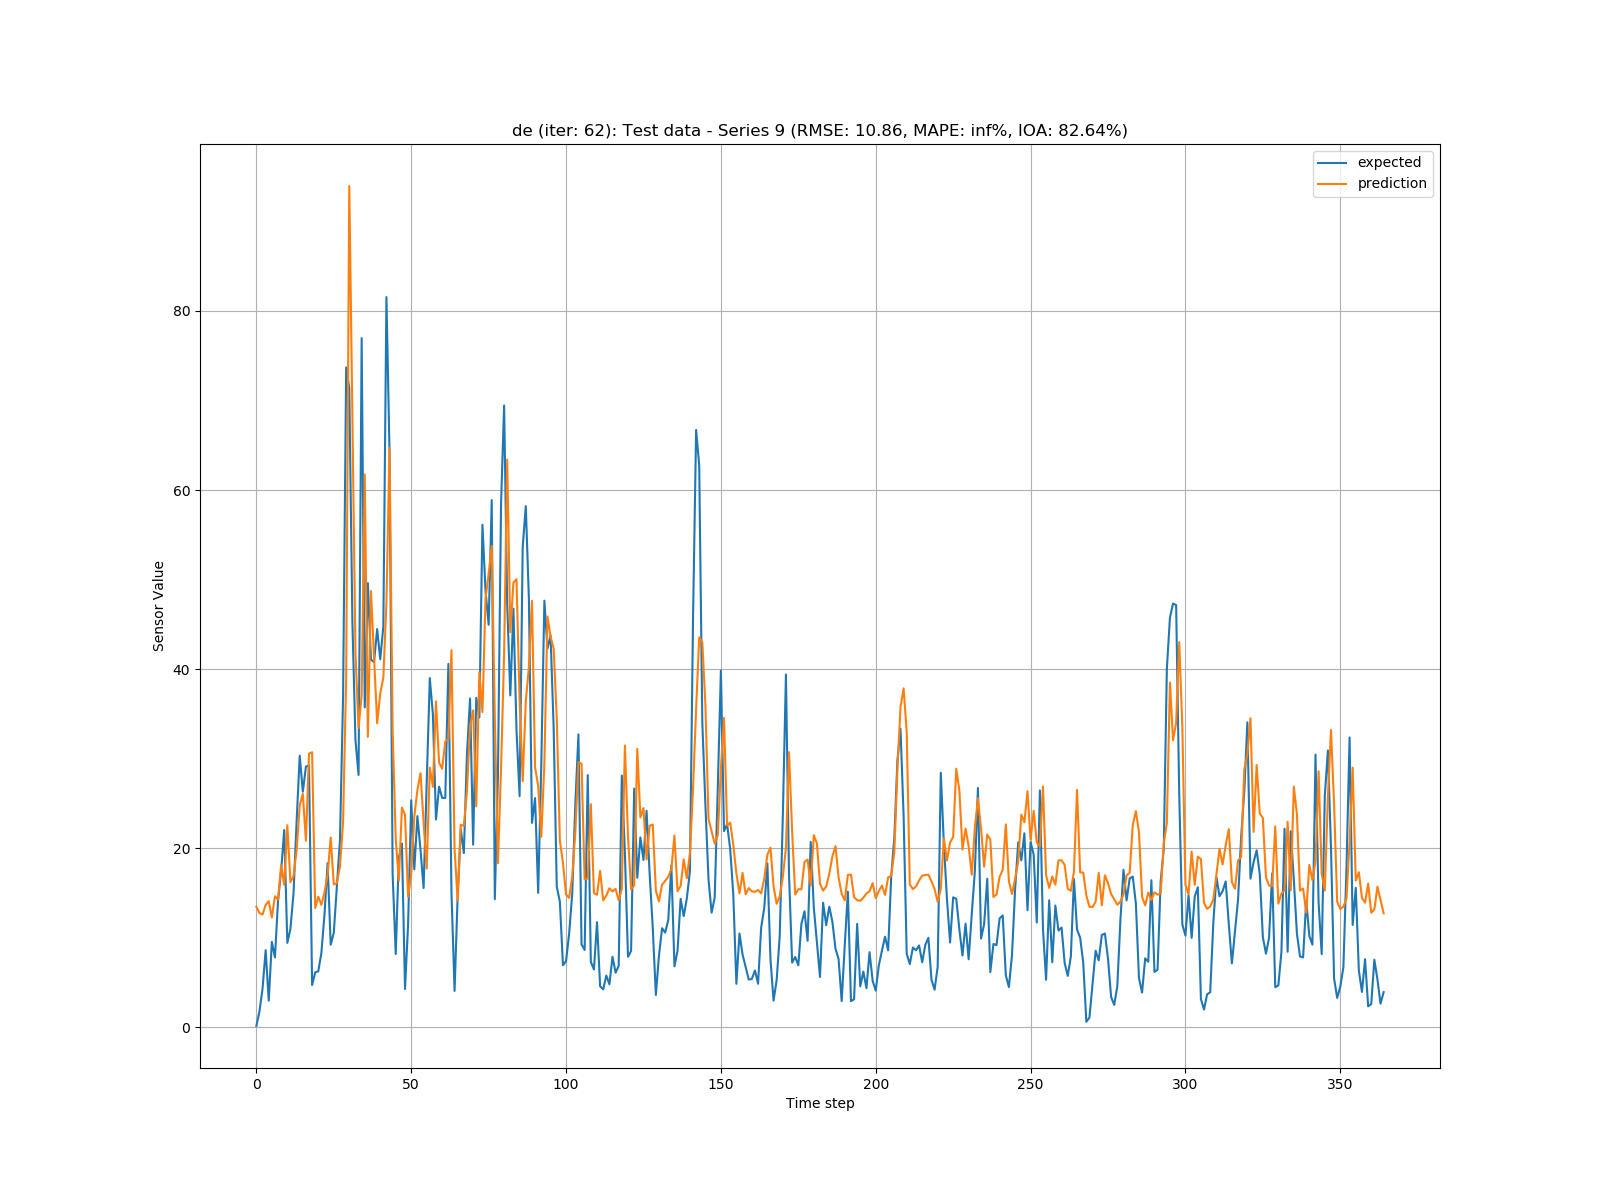 de (iter: 62): Test data - Series 9 (RMSE: 10.86, MAPE: inf%, IOA: 82.64%)
expected
prediction
80
60
40
20
0
Sensor Value
0 50 100 150 200 250 300 350
Time step